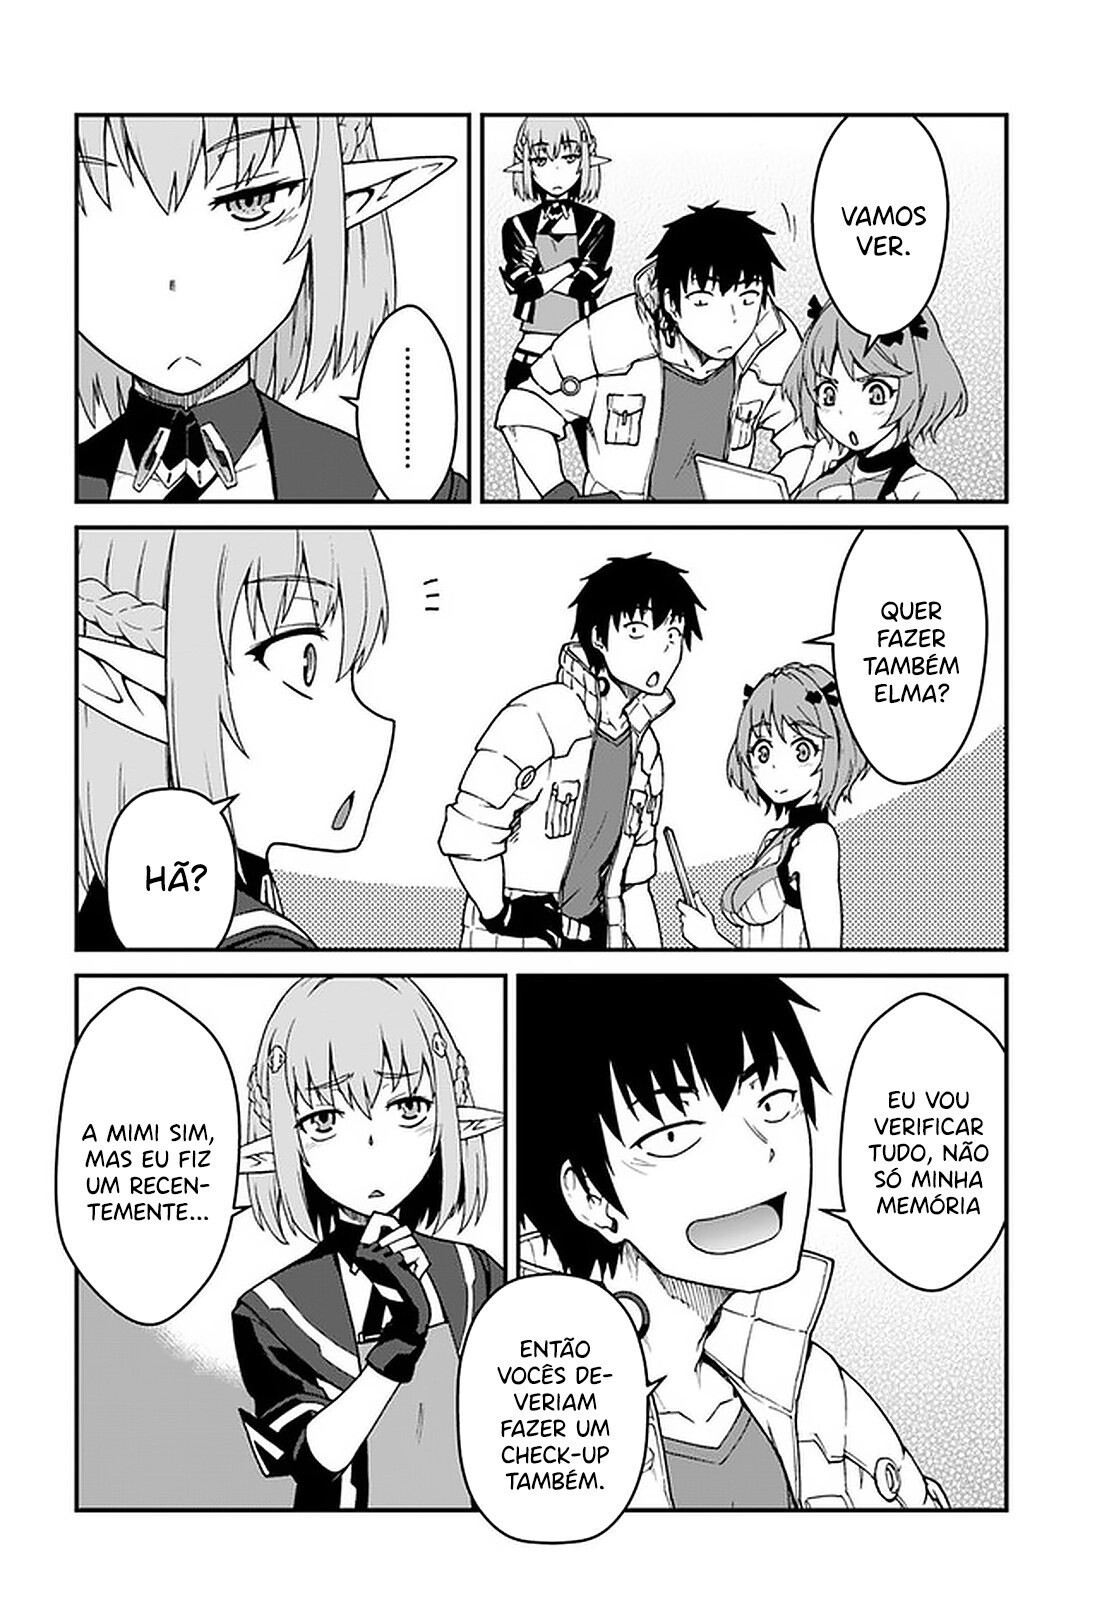 VAMOS
VER.
..........
QUER
FAZER
TAMBÉM
ELMA?
HÃ?
EU VOU
VERIFICAR
TUDO, NÃO
SÓ MINHA
MEMÓRIA
ENTÃO
VOCÊS DE-
VERIAM
FAZER UM
CHECK-UP
TAMBÉM.
A MIMI SIM,
MAS EU FIZ
UM RECEN-
TEMENTE...